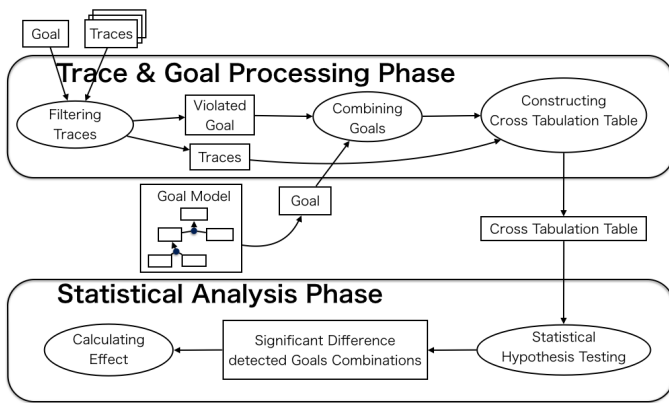 Goal
Traces
Trace & Goal Processing Phase
Filtering
Traces
Violated
Goal
Traces
Combining
Goals
Constructing
Cross Tabulation Table
Goal Model
Goal
Cross Tabulation Table
Statistical Analysis Phase
Calculating
Effect
Significant Difference
detected Goals Combinations
Statistical
Hypothesis Testing